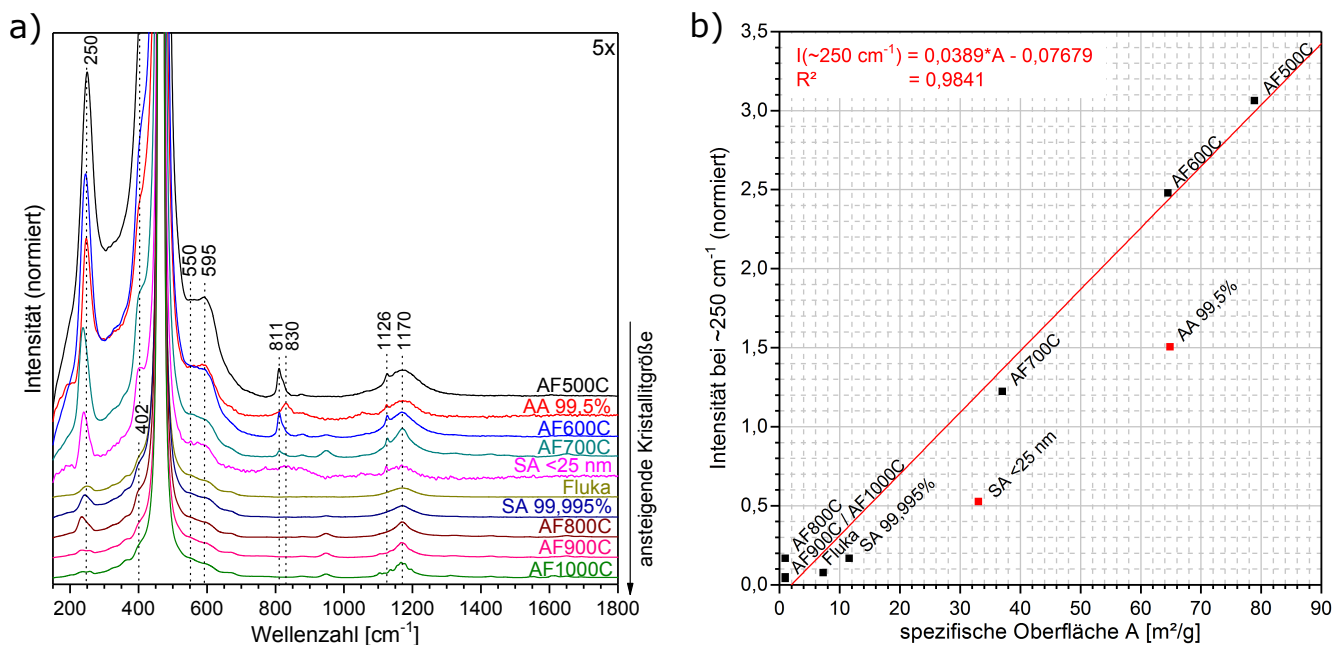 a)
5x
250
402
550
595
811
830
1126
1170
AF500C
AA 99,5%
AF600C
AF700C
SA <25 nm
Fluka
SA 99,995%
AF800C
AF900C
AF1000C
Intensität (normiert)
ansteigende Kristallitgröße
200 400 600 800 1000 1200 1400 1600 1800
Wellenzahl [cm⁻¹]
b)
I(~250 cm⁻¹) = 0,0389*A - 0,07679
R² = 0,9841
3,5
3,0
2,5
2,0
1,5
1,0
0,5
0,0
Intensität bei ~250 cm⁻¹ (normiert)
AF500C
AF600C
AA 99,5%
AF700C
SA <25 nm
AF800C
AF900C / AF1000C
Fluka
SA 99,995%
0 10 20 30 40 50 60 70 80 90
spezifische Oberfläche A [m²/g]